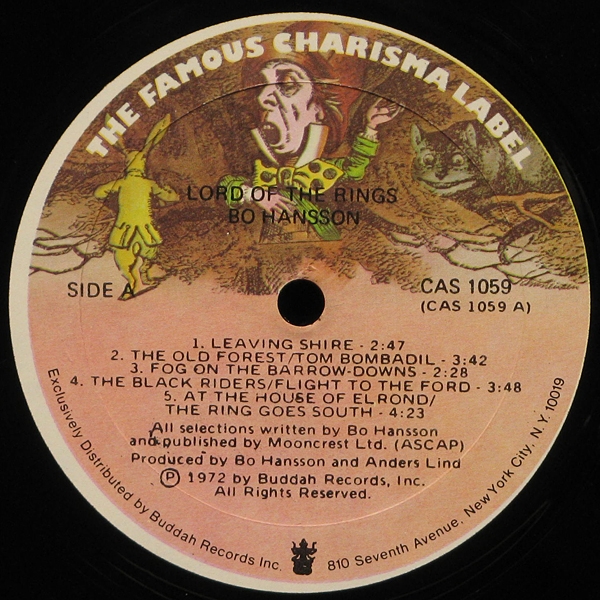 THE FAMOUS CHARISMA LABEL
LORD OF THE RINGS
BO HANSSON
SIDE A
CAS 1059
(CAS 1059 A)
1. LEAVING SHIRE - 2:47
2. THE OLD FOREST/TOM BOMBADIL - 3:42
3. FOG ON THE BARROW-DOWNS - 2:28
4. THE BLACK RIDERS/FLIGHT TO THE FORD - 3:48
5. AT THE HOUSE OF ELROND/
THE RING GOES SOUTH - 4:23
All selections written by Bo Hansson
and published by Mooncrest Ltd. (ASCAP)
Produced by Bo Hansson and Anders Lind
Ⓟ 1972 by Buddah Records, Inc.
All Rights Reserved.
Exclusively Distributed by Buddah Records Inc. 810 Seventh Avenue, New York City, N.Y. 10019